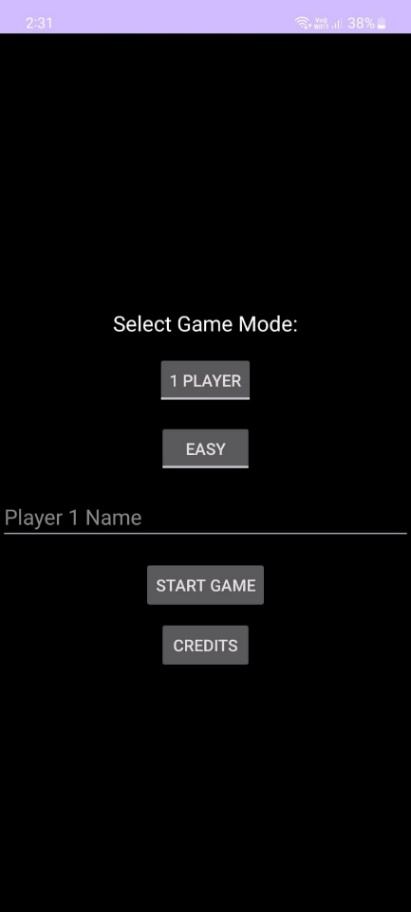 2:31
38%
Select Game Mode:
1 PLAYER
EASY
Player 1 Name
START GAME
CREDITS